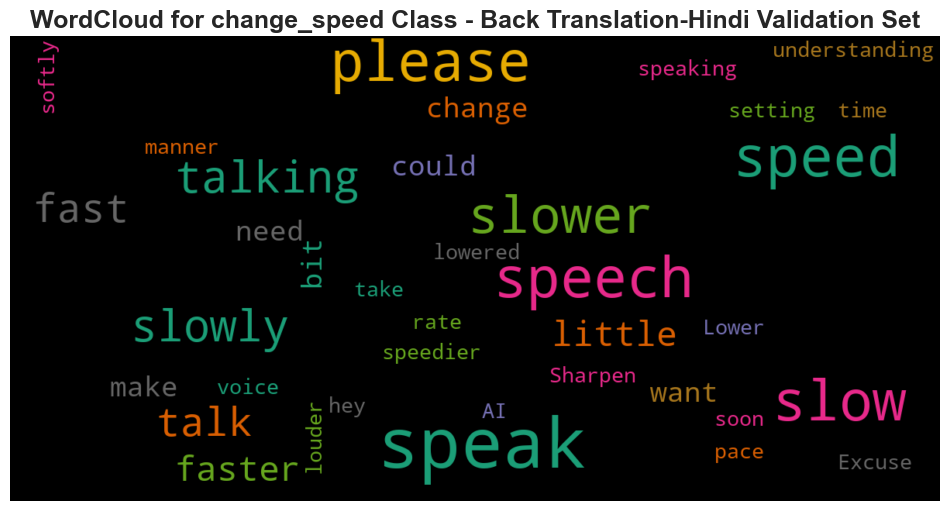 WordCloud for change_speed Class - Back Translation-Hindi Validation Set
softly
please
understanding
speaking
change
setting time
manner
talking
could
speed
fast
need
slower
bit
lowered
speech
take
slowly
rate
little
Lower
speedier
make
voice
Sharpen
want
slow
talk
hey
AI
soon
louder
speak
faster
pace
Excuse